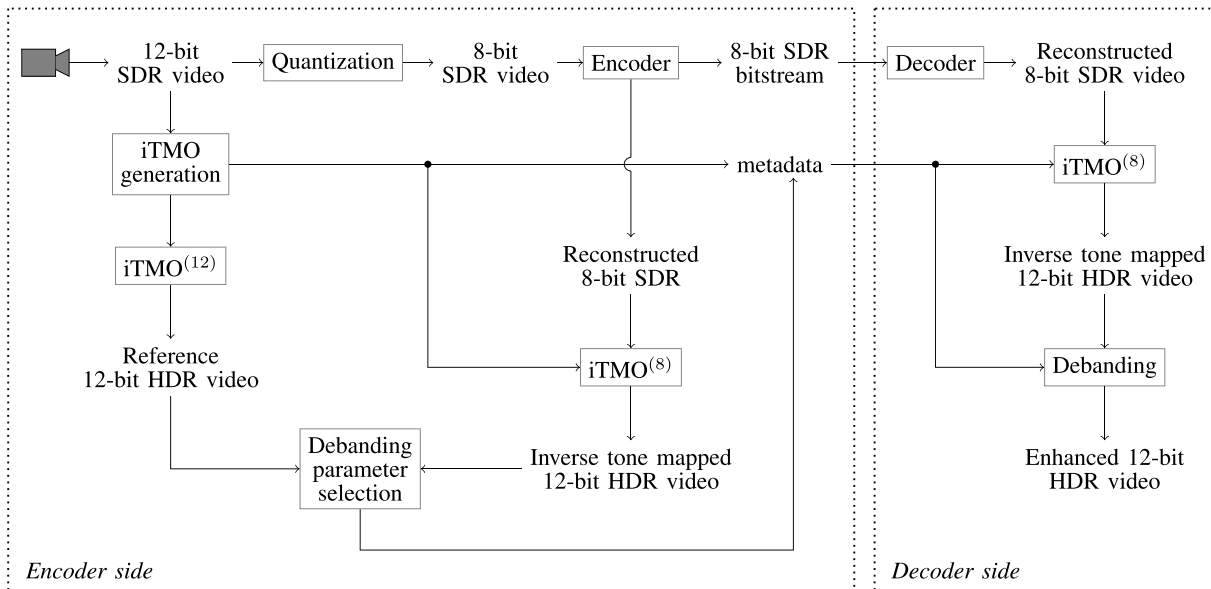 12-bit
SDR video
Quantization
8-bit
SDR video
Encoder
8-bit SDR
bitstream
Decoder
Reconstructed
8-bit SDR video
iTMO
generation
metadata
iTMO(8)
iTMO(12)
Reconstructed
8-bit SDR
Inverse tone mapped
12-bit HDR video
Reference
12-bit HDR video
iTMO(8)
Debanding
Debanding
parameter
selection
Inverse tone mapped
12-bit HDR video
Enhanced 12-bit
HDR video
Encoder side
Decoder side